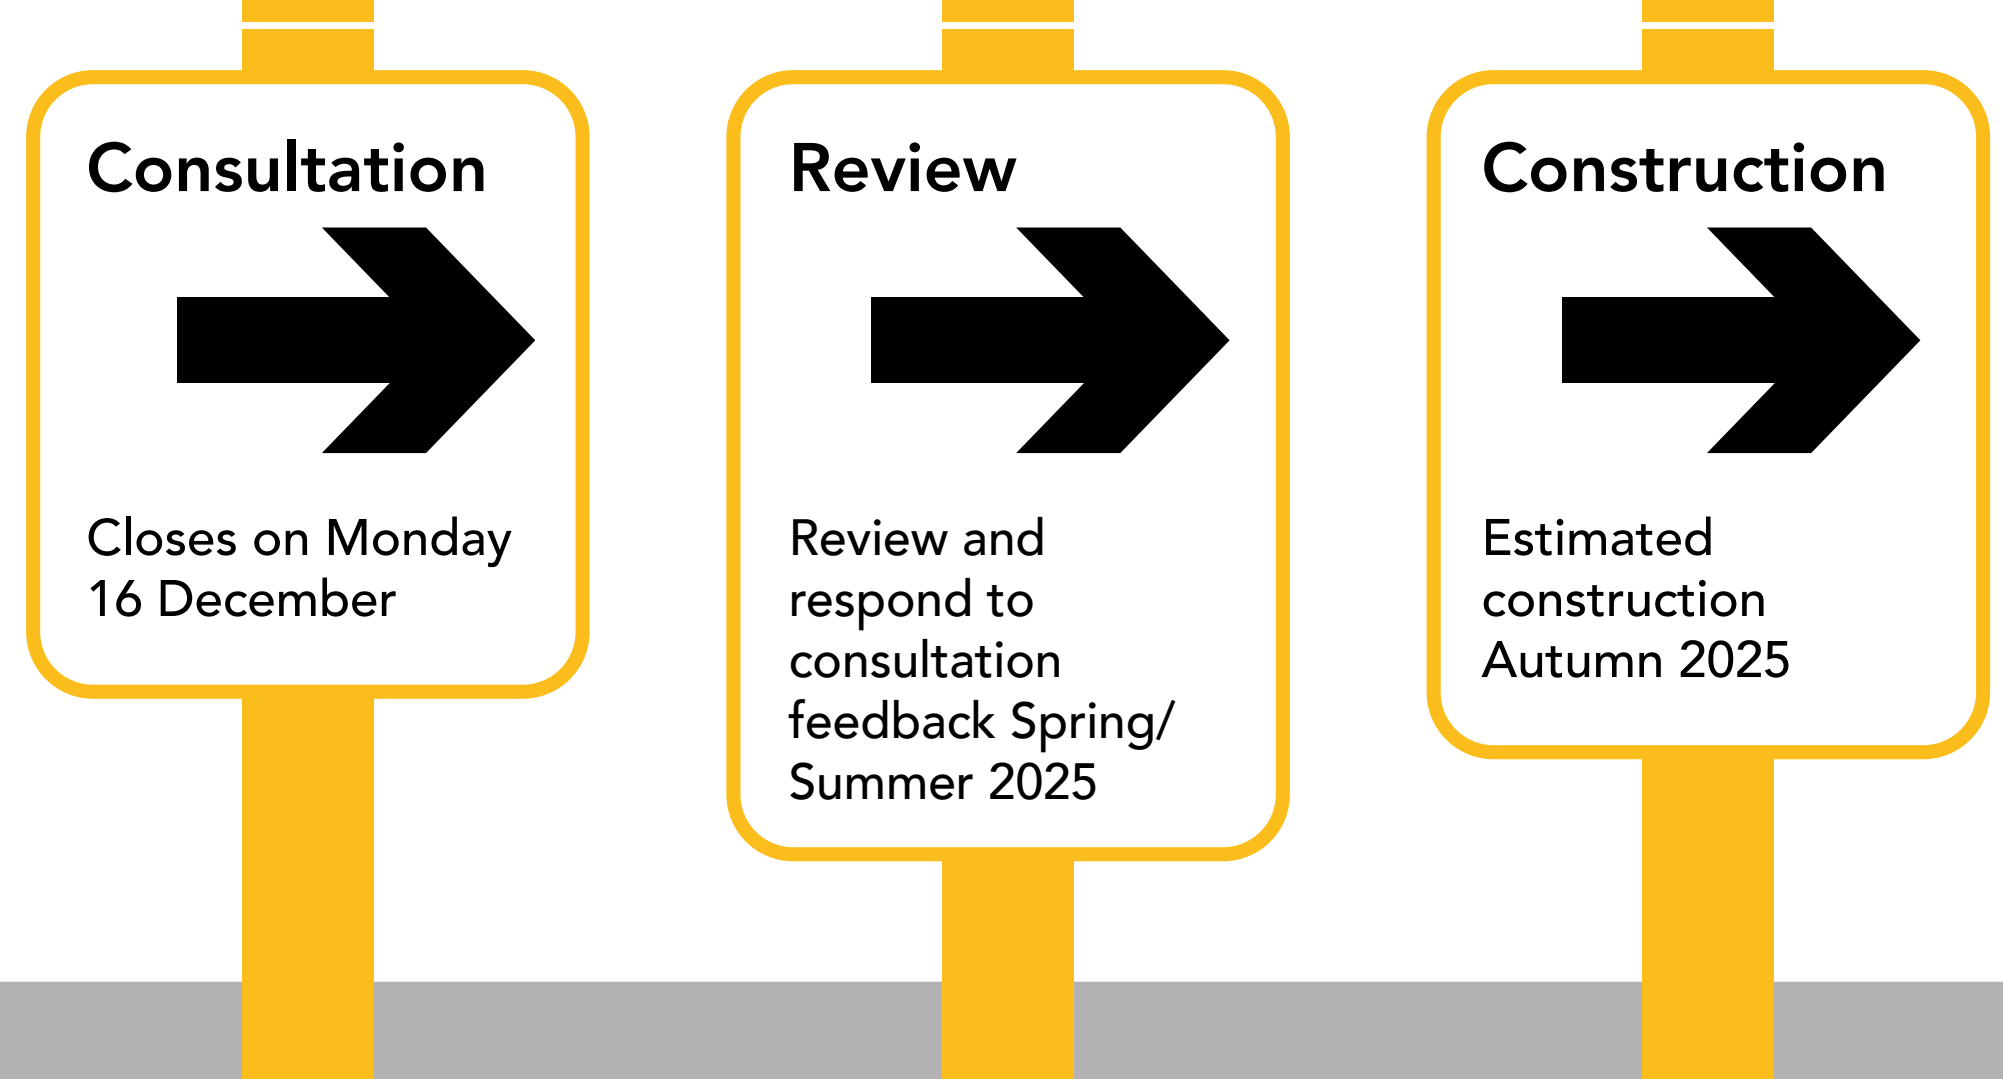 Consultation
Closes on Monday
16 December
Review
Review and
respond to
consultation
feedback Spring/
Summer 2025
Construction
Estimated
construction
Autumn 2025